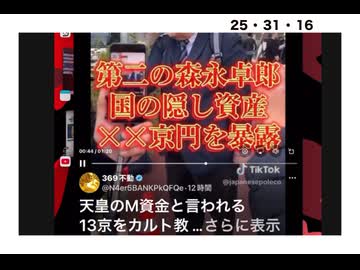 25・31・16
第二の森永卓郎
国の隠し資産
××京円を暴露
00:44 / 01:20
TikTok
@japanesepoleco
369不動
@N4er5BANKPkQFQe·12時間
天皇のM資金と言われる
13京をカルト教 ...さらに表示